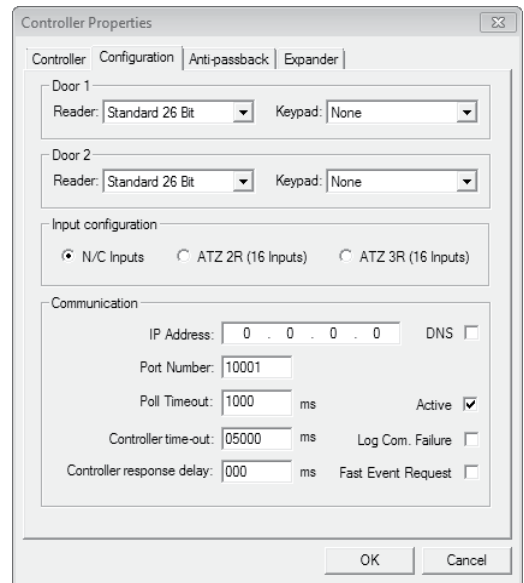 Controller Properties
Controller Configuration Anti-passback Expander
Door 1
Reader: Standard 26 Bit Keypad: None
Door 2
Reader: Standard 26 Bit Keypad: None
Input configuration
N/C Inputs ATZ 2R (16 Inputs) ATZ 3R (16 Inputs)
Communication
IP Address: 0 . 0 . 0 . 0 DNS
Port Number: 10001
Poll Timeout: 1000 ms Active
Controller time-out: 05000 ms Log Com. Failure
Controller response delay: 000 ms Fast Event Request
OK Cancel